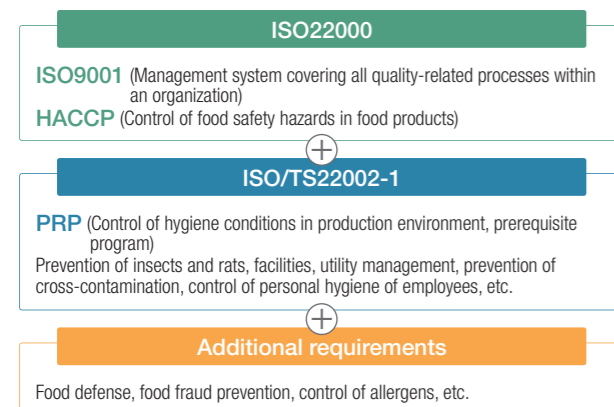 ISO22000
ISO9001 (Management system covering all quality-related processes within
an organization)
HACCP (Control of food safety hazards in food products)
+
ISO/TS22002-1
PRP (Control of hygiene conditions in production environment, prerequisite
program)
Prevention of insects and rats, facilities, utility management, prevention of
cross-contamination, control of personal hygiene of employees, etc.
+
Additional requirements
Food defense, food fraud prevention, control of allergens, etc.